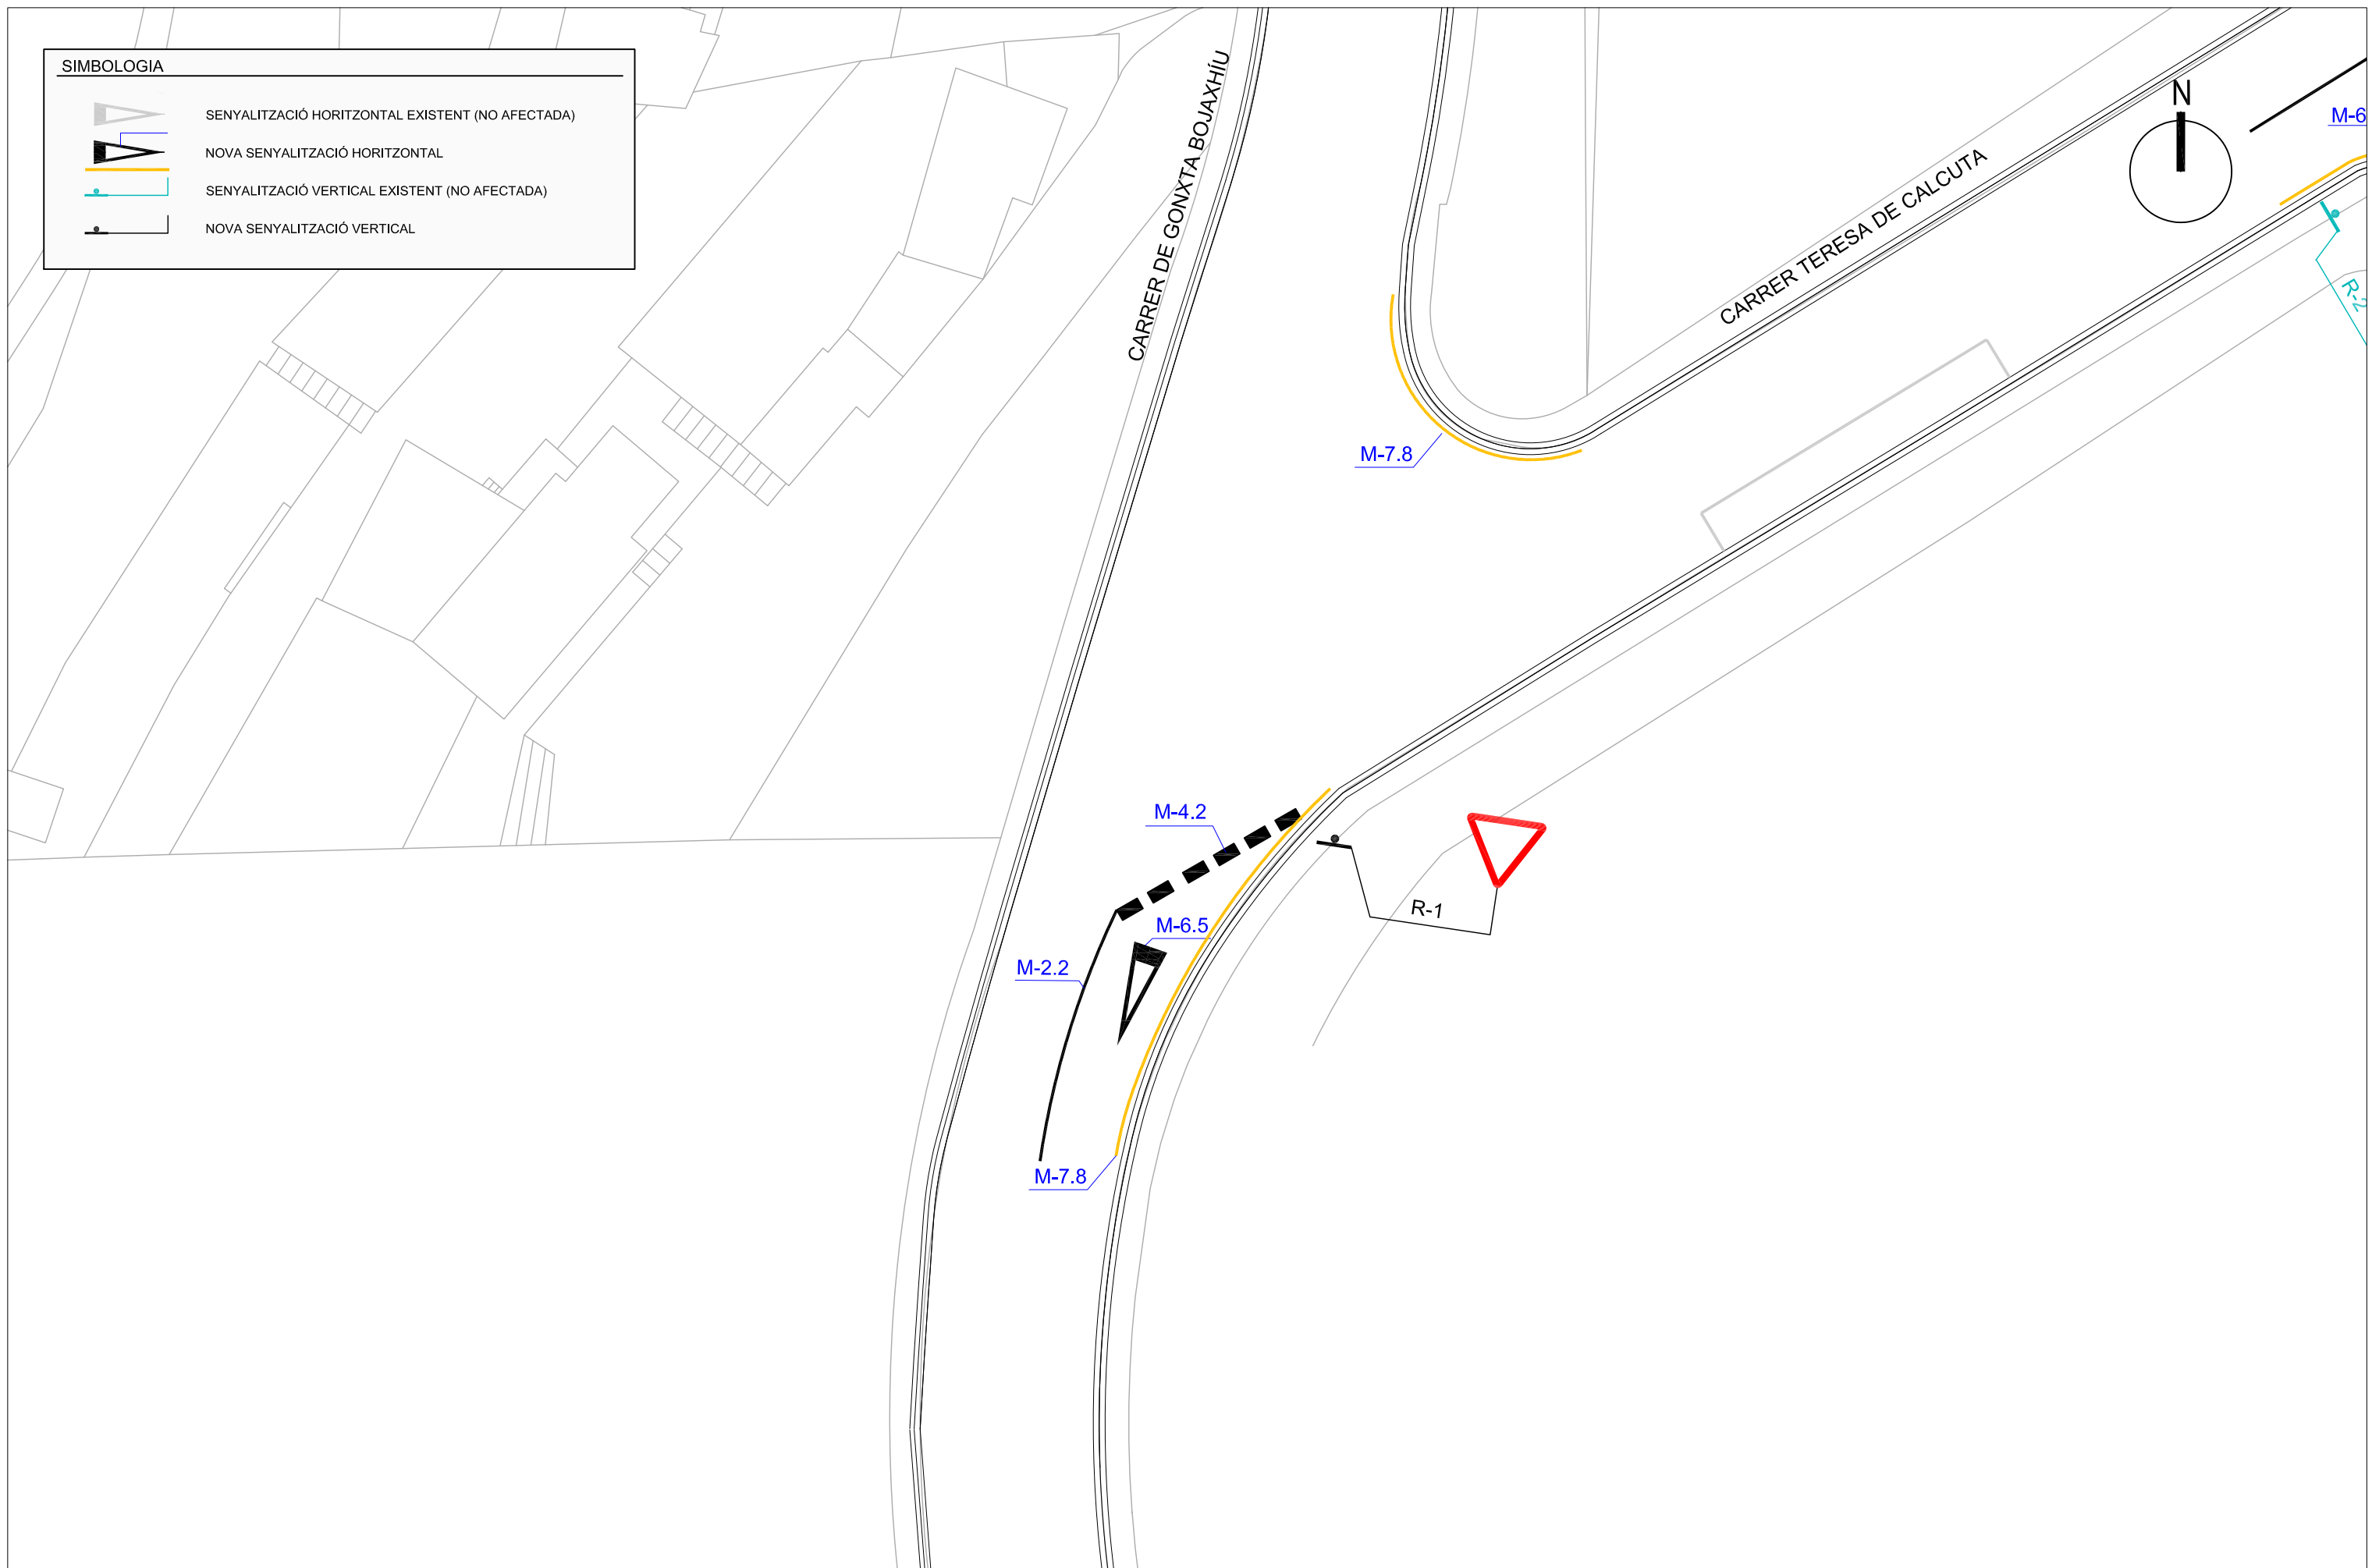 SIMBOLOGIA
SENYALITZACIÓ HORITZONTAL EXISTENT (NO AFECTADA)
NOVA SENYALITZACIÓ HORITZONTAL
SENYALITZACIÓ VERTICAL EXISTENT (NO AFECTADA)
NOVA SENYALITZACIÓ VERTICAL
CARRER DE GONXTA BOJAXHÍU
CARRER TERESA DE CALCUTA
N
M-6
R-2
M-7.8
M-4.2
M-6.5
R-1
M-2.2
M-7.8